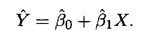 Ŷ = β̂₀ + β̂₁X.